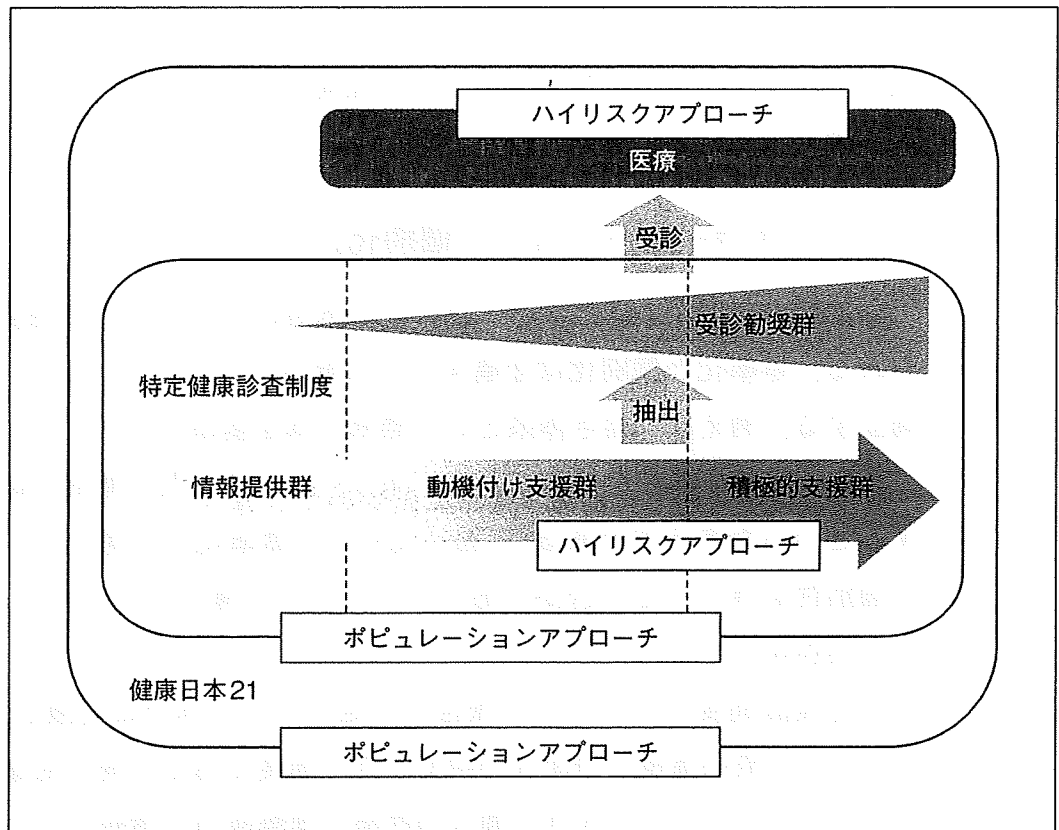 ハイリスクアプローチ
医療
受診
受診勧奨群
特定健康診査制度
抽出
情報提供群
動機付け支援群
積極的支援群
ハイリスクアプローチ
ポピュレーションアプローチ
健康日本21
ポピュレーションアプローチ